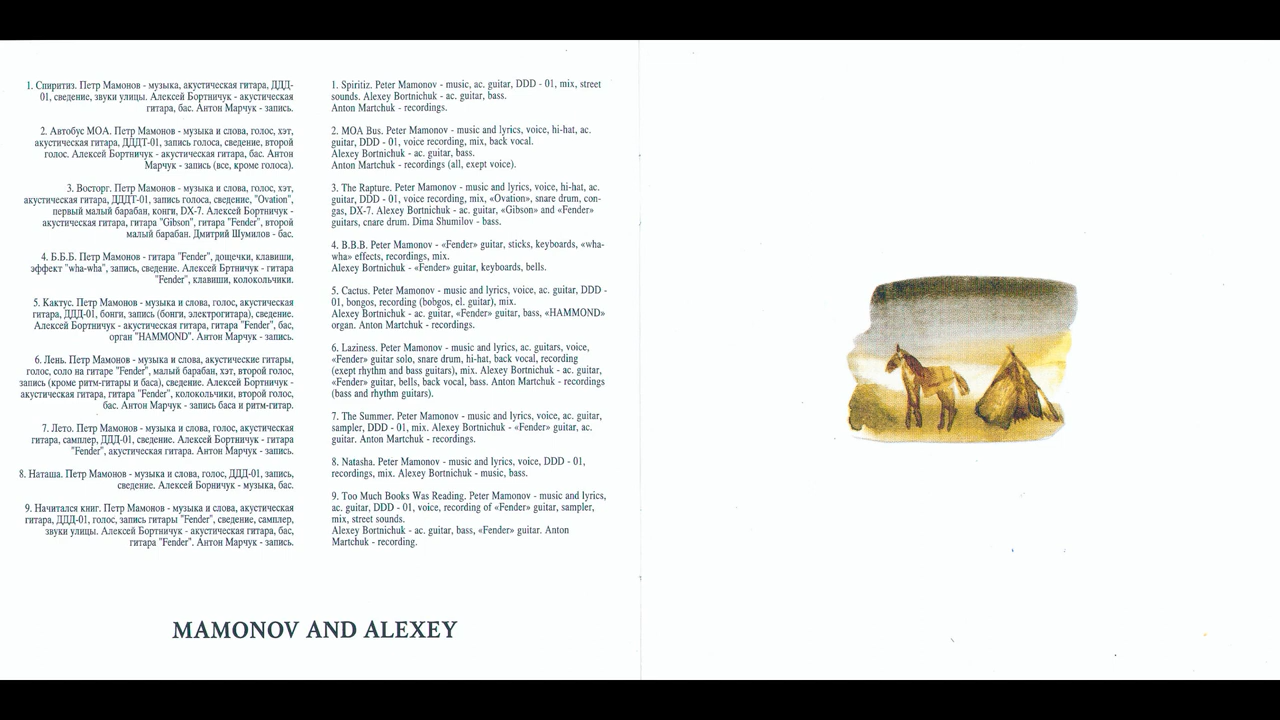 1. Спиритиз. Петр Мамонов - музыка, акустическая гитара, ДДД-
01, сведение, звуки улицы. Алексей Бортничук - акустическая
гитара, бас. Антон Марчук - запись.
2. Автобус МОА. Петр Мамонов - музыка и слова, голос, хэт,
акустическая гитара, ДДДТ-01, запись голоса, сведение, второй
голос. Алексей Бортничук - акустическая гитара, бас. Антон
Марчук - запись (все, кроме голоса).
3. Восторг. Петр Мамонов - музыка и слова, голос, хэт,
акустическая гитара, ДДДТ-01, запись голоса, сведение, "Ovation",
первый малый барабан, конги, DX-7. Алексей Бортничук -
акустическая гитара, гитара "Gibson", гитара "Fender", второй
малый барабан. Дмитрий Шумилов - бас.
4. Б.Б.Б. Петр Мамонов - гитара "Fender", дощечки, клавиши,
эффект "wha-wha", запись, сведение. Алексей Бртничук - гитара
"Fender", клавиши, колокольчики.
5. Кактус. Петр Мамонов - музыка и слова, голос, акустическая
гитара, ДДД-01, бонги, запись (бонги, электрогитара), сведение.
Алексей Бортничук - акустическая гитара, гитара "Fender", бас,
орган "HAMMOND". Антон Марчук - запись.
6. Лень. Петр Мамонов - музыка и слова, акустические гитары,
голос, соло на гитаре "Fender", малый барабан, хэт, второй голос,
запись (кроме ритм-гитары и баса), сведение. Алексей Бортничук -
акустическая гитара, гитара "Fender", колокольчики, второй голос,
бас. Антон Марчук - запись баса и ритм-гитар.
7. Лето. Петр Мамонов - музыка и слова, голос, акустическая
гитара, самплер, ДДД-01, сведение. Алексей Бортничук - гитара
"Fender", акустическая гитара. Антон Марчук - запись.
8. Наташа. Петр Мамонов - музыка и слова, голос, ДДД-01, запись,
сведение. Алексей Борничук - музыка, бас.
9. Начитался книг. Петр Мамонов - музыка и слова, акустическая
гитара, ДДД-01, голос, запись гитары "Fender", сведение, самплер,
звуки улицы. Алексей Бортничук - акустическая гитара, бас,
гитара "Fender". Антон Марчук - запись.
1. Spiritiz. Peter Mamonov - music, ac. guitar, DDD - 01, mix, street
sounds. Alexey Bortnichuk - ac. guitar, bass.
Anton Martchuk - recordings.
2. MOA Bus. Peter Mamonov - music and lyrics, voice, hi-hat, ac.
guitar, DDD - 01, voice recording, mix, back vocal.
Alexey Bortnichuk - ac. guitar, bass.
Anton Martchuk - recordings (all, exept voice).
3. The Rapture. Peter Mamonov - music and lyrics, voice, hi-hat, ac.
guitar, DDD - 01, voice recording, mix, «Ovation», snare drum, con-
gas, DX-7. Alexey Bortnichuk - ac. guitar, «Gibson» and «Fender»
guitars, cnare drum. Dima Shumilov - bass.
4. B.B.B. Peter Mamonov - «Fender» guitar, sticks, keyboards, «wha-
wha» effects, recordings, mix.
Alexey Bortnichuk - «Fender» guitar, keyboards, bells.
5. Cactus. Peter Mamonov - music and lyrics, voice, ac. guitar, DDD -
01, bongos, recording (bobgos, el. guitar), mix.
Alexey Bortnichuk - ac. guitar, «Fender» guitar, bass, «HAMMOND»
organ. Anton Martchuk - recordings.
6. Laziness. Peter Mamonov - music and lyrics, ac. guitars, voice,
«Fender» guitar solo, snare drum, hi-hat, back vocal, recording
(exept rhythm and bass guitars), mix. Alexey Bortnichuk - ac. guitar,
«Fender» guitar, bells, back vocal, bass. Anton Martchuk - recordings
(bass and rhythm guitars).
7. The Summer. Peter Mamonov - music and lyrics, voice, ac. guitar,
sampler, DDD - 01, mix. Alexey Bortnichuk - «Fender» guitar, ac.
guitar. Anton Martchuk - recordings.
8. Natasha. Peter Mamonov - music and lyrics, voice, DDD - 01,
recordings, mix. Alexey Bortnichuk - music, bass.
9. Too Much Books Was Reading. Peter Mamonov - music and lyrics,
ac. guitar, DDD - 01, voice, recording of «Fender» guitar, sampler,
mix, street sounds.
Alexey Bortnichuk - ac. guitar, bass, «Fender» guitar. Anton
Martchuk - recording.
MAMONOV AND ALEXEY